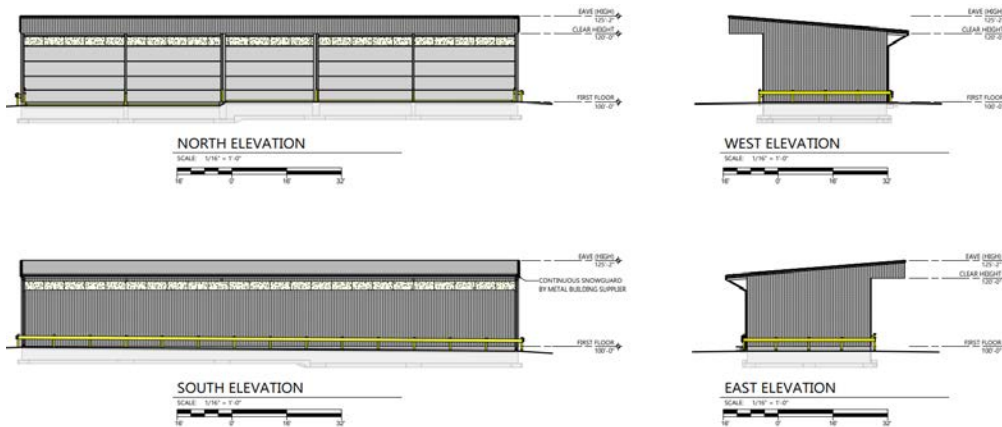 EAVE (HIGH)
125'-2"
CLEAR HEIGHT
120'-0"
FIRST FLOOR
100'-0"
NORTH ELEVATION
SCALE: 1/16" = 1'-0"
16' 0' 16' 32'
EAVE (HIGH)
125'-2"
CLEAR HEIGHT
120'-0"
FIRST FLOOR
100'-0"
WEST ELEVATION
SCALE: 1/16" = 1'-0"
16' 0' 16' 32'
EAVE (HIGH)
125'-2"
CONTINUOUS SNOWGUARD
BY METAL BUILDING SUPPLIER
FIRST FLOOR
100'-0"
SOUTH ELEVATION
SCALE: 1/16" = 1'-0"
16' 0' 16' 32'
EAVE (HIGH)
125'-2"
CLEAR HEIGHT
120'-0"
FIRST FLOOR
100'-0"
EAST ELEVATION
SCALE: 1/16" = 1'-0"
16' 0' 16' 32'